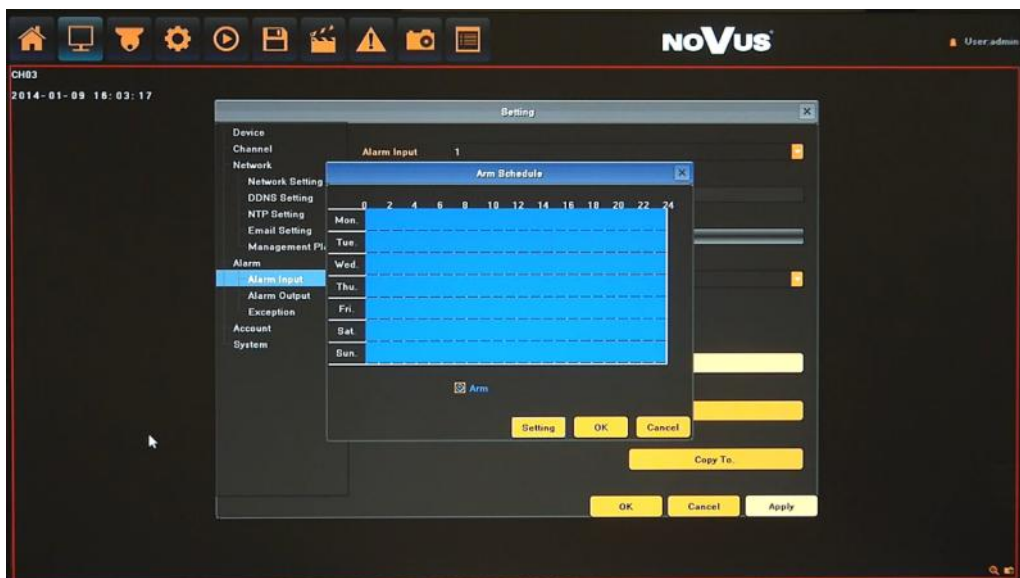 NOVUS
User:admin
CH03
2014-01-09 16:03:17
Setting
Device
Channel
Network
Network Setting
DDNS Setting
NTP Setting
Email Setting
Management
Alarm
Alarm Input
Alarm Output
Exception
Account
System
Alarm Input 1
Arm Schedule
0 2 4 6 8 10 12 14 16 18 20 22 24
Mon.
Tue.
Wed.
Thu.
Fri.
Sat.
Sun.
Arm
Setting OK Cancel
Copy To.
OK Cancel Apply